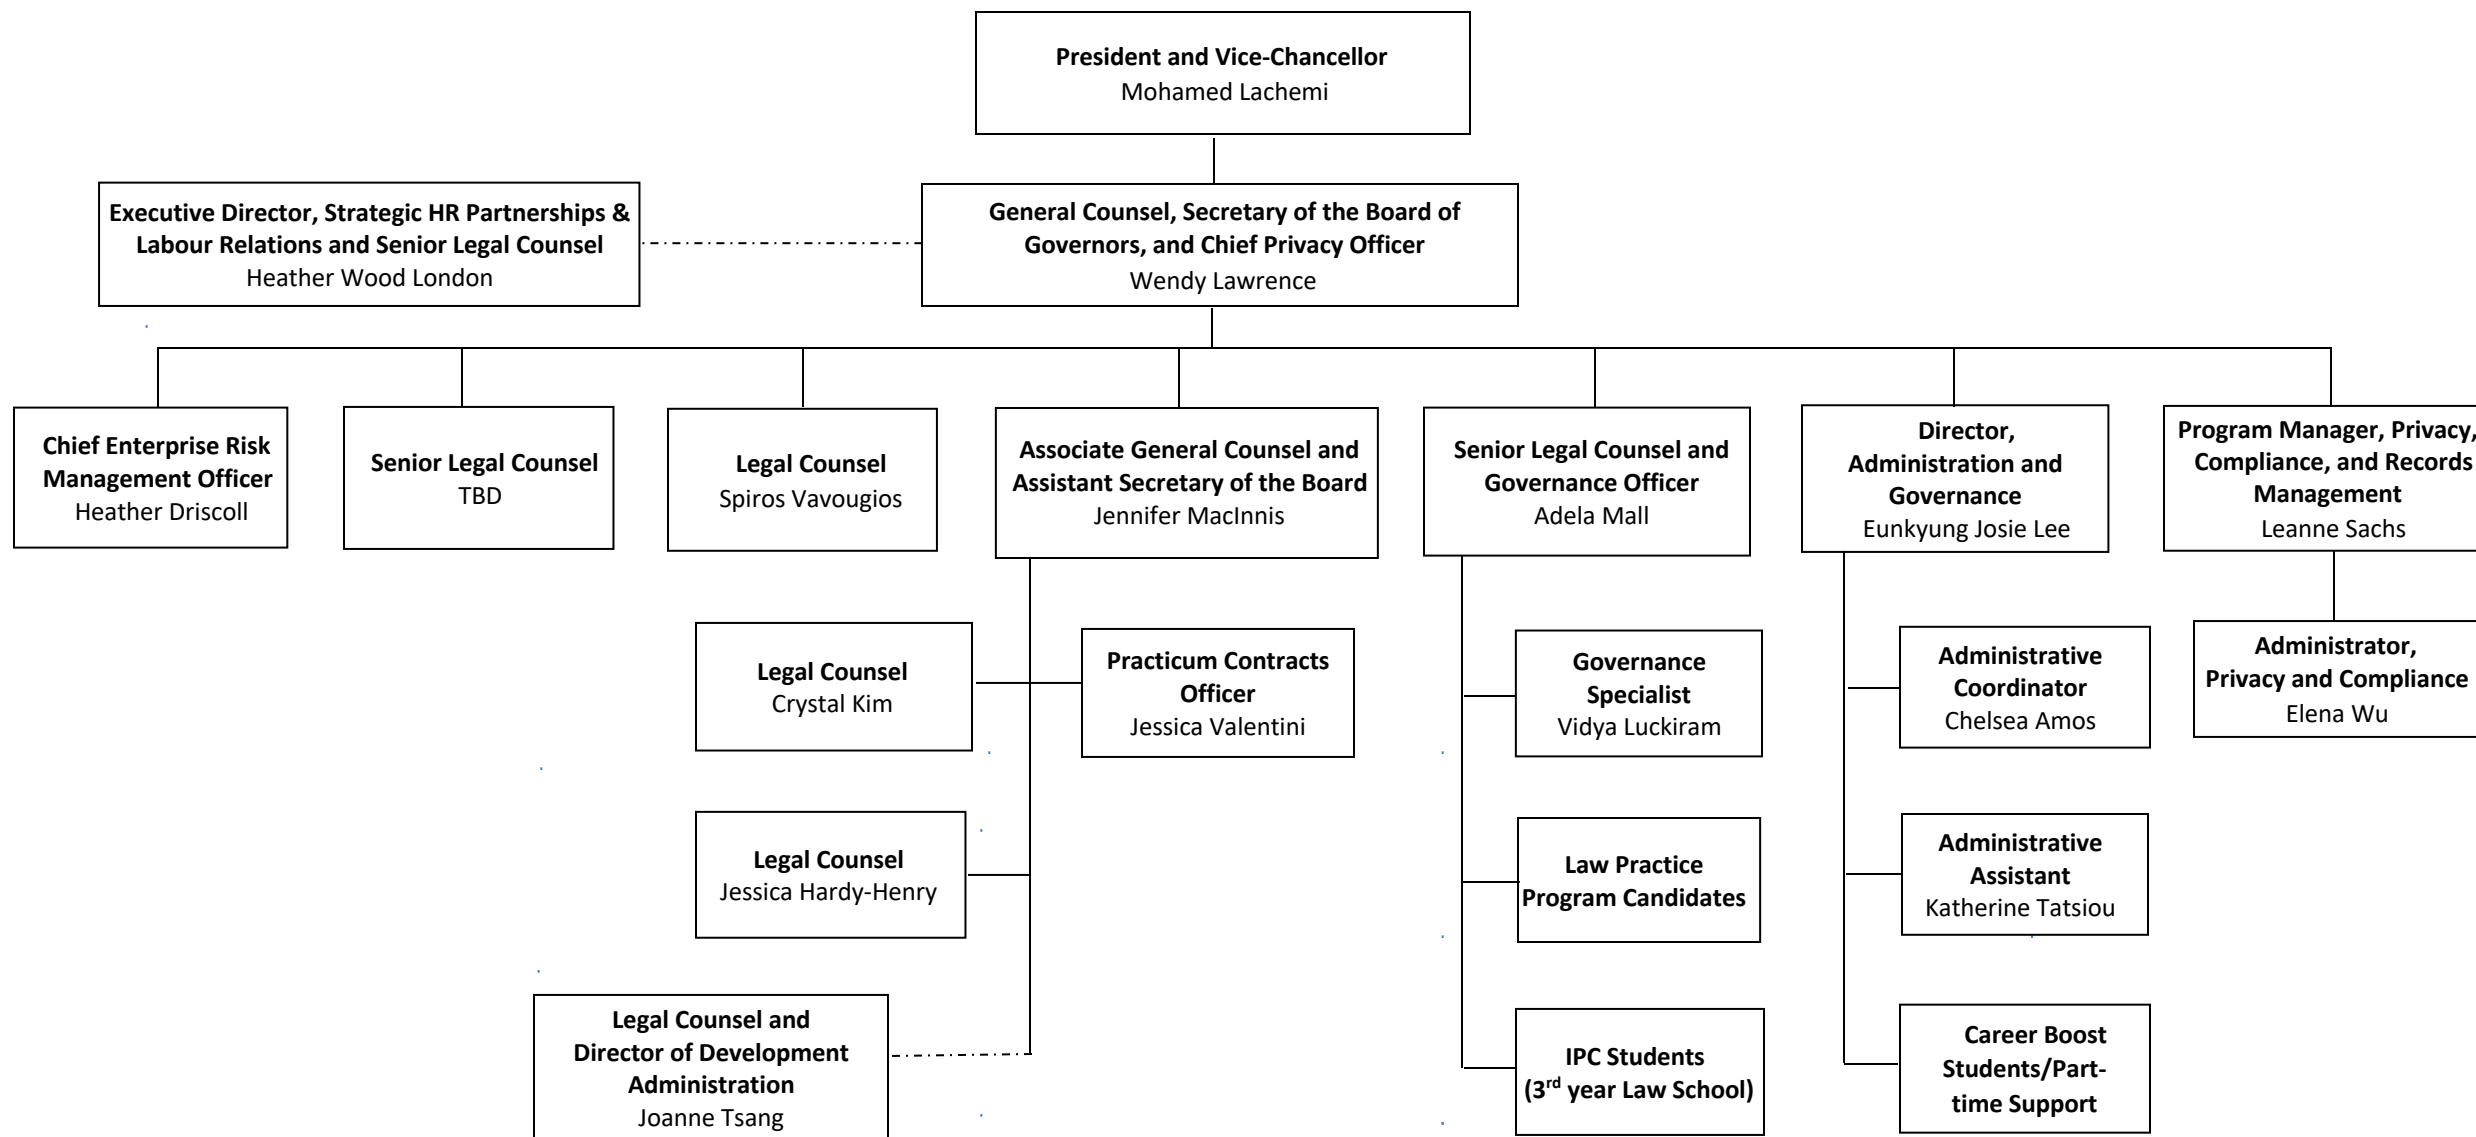 President and Vice-Chancellor
Mohamed Lachemi
Executive Director, Strategic HR Partnerships &
Labour Relations and Senior Legal Counsel
Heather Wood London
General Counsel, Secretary of the Board of
Governors, and Chief Privacy Officer
Wendy Lawrence
Chief Enterprise Risk
Management Officer
Heather Driscoll
Senior Legal Counsel
TBD
Legal Counsel
Spiros Vavougios
Associate General Counsel and
Assistant Secretary of the Board
Jennifer MacInnis
Senior Legal Counsel and
Governance Officer
Adela Mall
Director,
Administration and
Governance
Eunkyung Josie Lee
Program Manager, Privacy,
Compliance, and Records
Management
Leanne Sachs
Legal Counsel
Crystal Kim
Practicum Contracts
Officer
Jessica Valentini
Governance
Specialist
Vidya Luckiram
Administrative
Coordinator
Chelsea Amos
Administrator,
Privacy and Compliance
Elena Wu
Legal Counsel
Jessica Hardy-Henry
Law Practice
Program Candidates
Administrative
Assistant
Katherine Tatsiou
Legal Counsel and
Director of Development
Administration
Joanne Tsang
IPC Students
(3rd year Law School)
Career Boost
Students/Part-
time Support